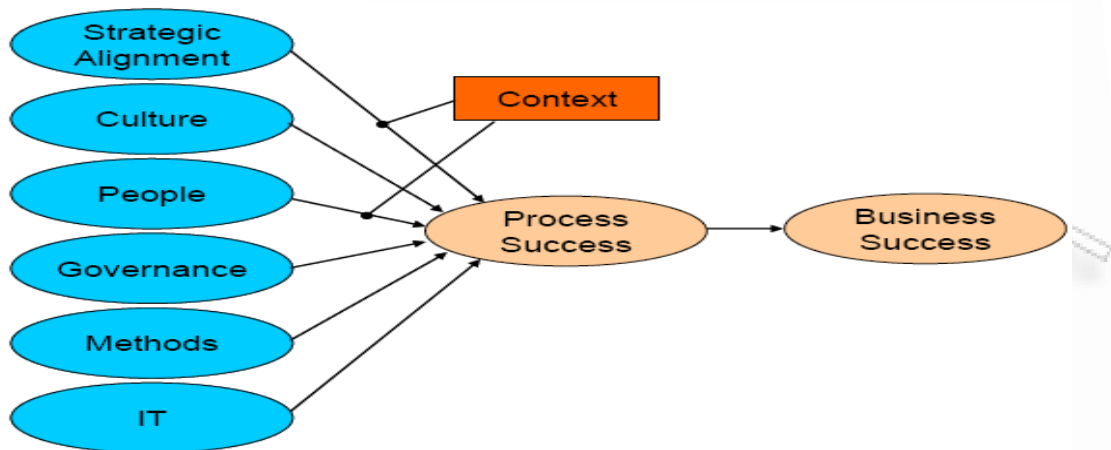 Strategic
Alignment
Culture
People
Governance
Methods
IT
Context
Process
Success
Business
Success